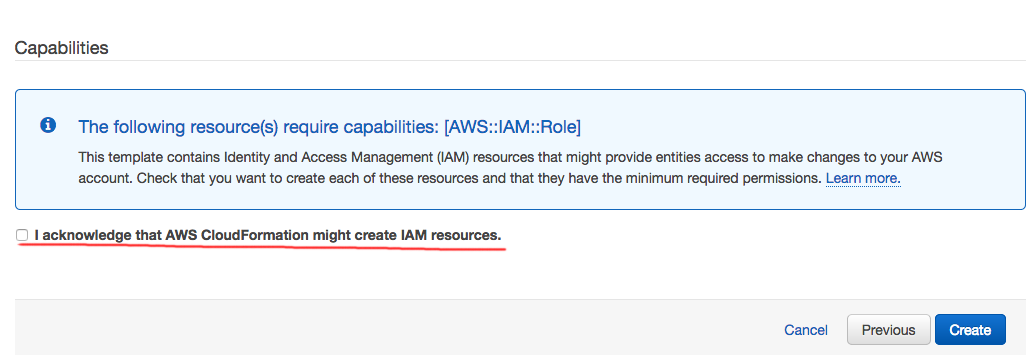 Capabilities
The following resource(s) require capabilities: [AWS::IAM::Role]
This template contains Identity and Access Management (IAM) resources that might provide entities access to make changes to your AWS
account. Check that you want to create each of these resources and that they have the minimum required permissions. Learn more.
I acknowledge that AWS CloudFormation might create IAM resources.
Cancel Previous Create